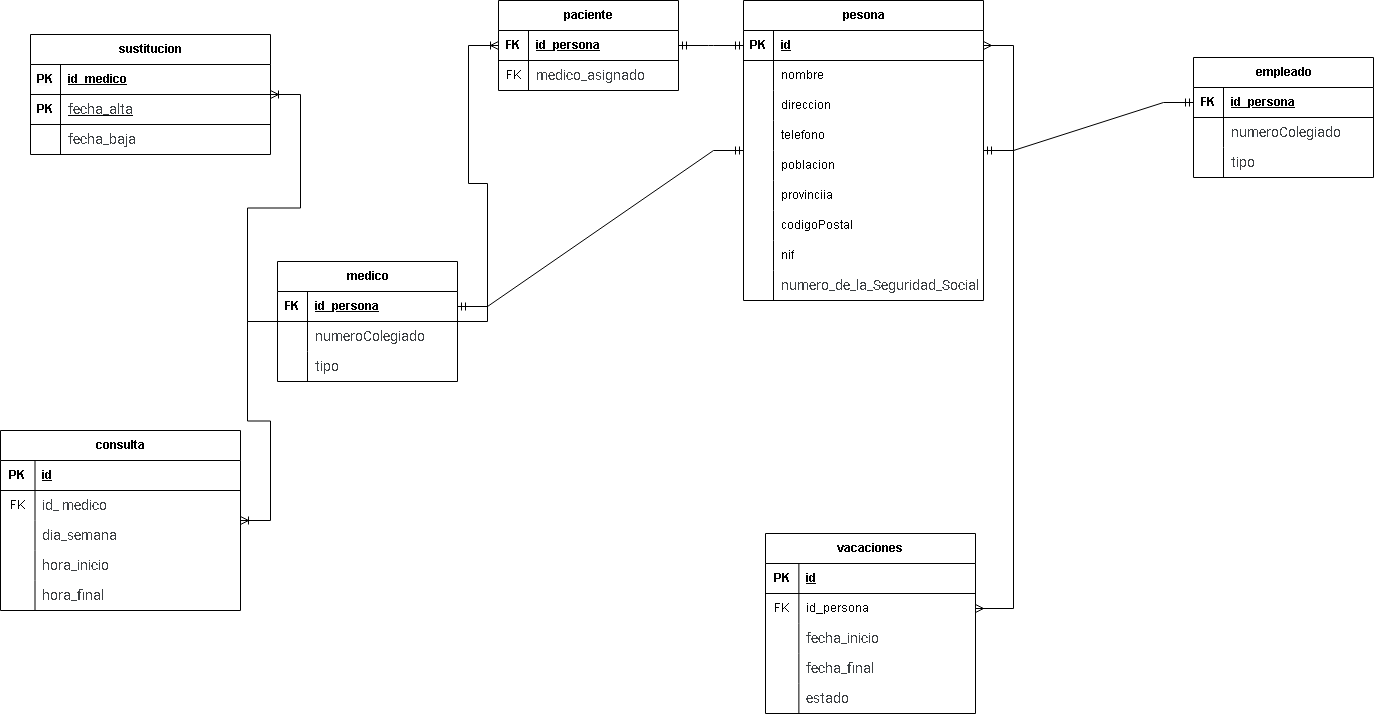 sustitucion
PK id_medico
PK fecha_alta
fecha_baja
paciente
FK id_persona
FK medico_asignado
pesona
PK id
nombre
direccion
telefono
poblacion
provinciia
codigoPostal
nif
numero_de_la_Seguridad_Social
empleado
FK id_persona
numeroColegiado
tipo
medico
FK id_persona
numeroColegiado
tipo
consulta
PK id
FK id_ medico
dia_semana
hora_inicio
hora_final
vacaciones
PK id
FK id_persona
fecha_inicio
fecha_final
estado